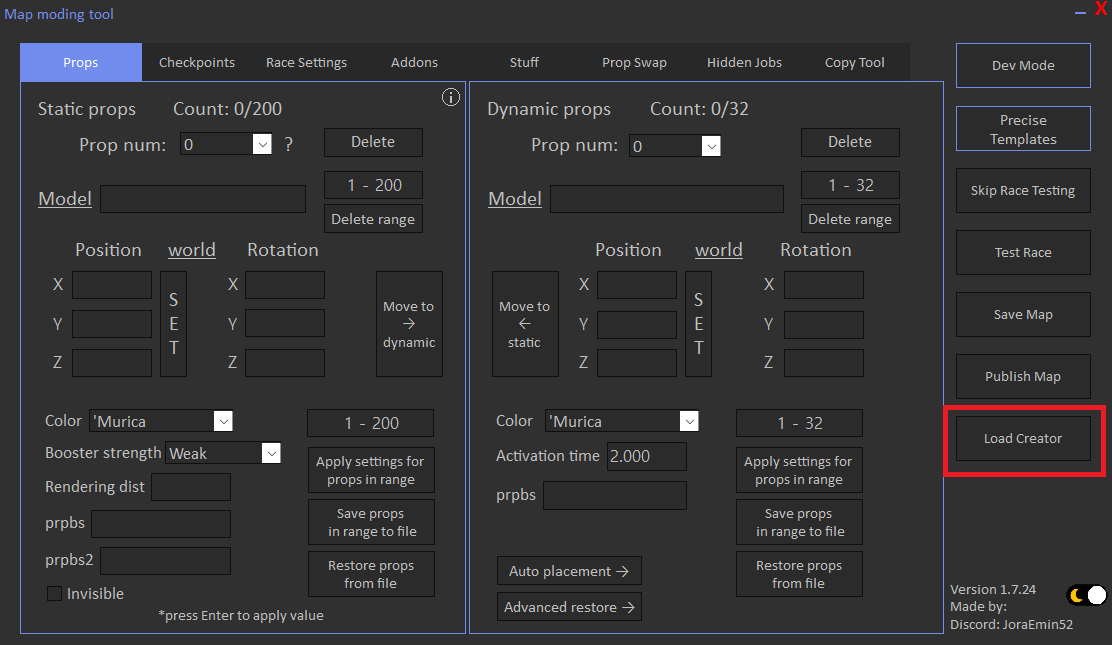 Map moding tool
X
Props Checkpoints Race Settings Addons Stuff Prop Swap Hidden Jobs Copy Tool
Static props Count: 0/200
Prop num: 0 ? Delete
1 - 200
Model
Delete range
Position world Rotation
X X
Y Y
Z Z
S
E
T
Move to
→
dynamic
Color 'Murica 1 - 200
Booster strength Weak
Apply settings for
props in range
Rendering dist
prpbs
Save props
in range to file
prpbs2
Restore props
from file
Invisible
*press Enter to apply value
Dynamic props Count: 0/32
Prop num: 0 Delete
1 - 32
Model
Delete range
Position world Rotation
Move to
←
static
X X
Y Y
Z Z
S
E
T
Color 'Murica 1 - 32
Activation time 2.000
Apply settings for
props in range
prpbs
Save props
in range to file
Restore props
from file
Auto placement →
Advanced restore →
Dev Mode
Precise
Templates
Skip Race Testing
Test Race
Save Map
Publish Map
Load Creator
Version 1.7.24
Made by:
Discord: JoraEmin52